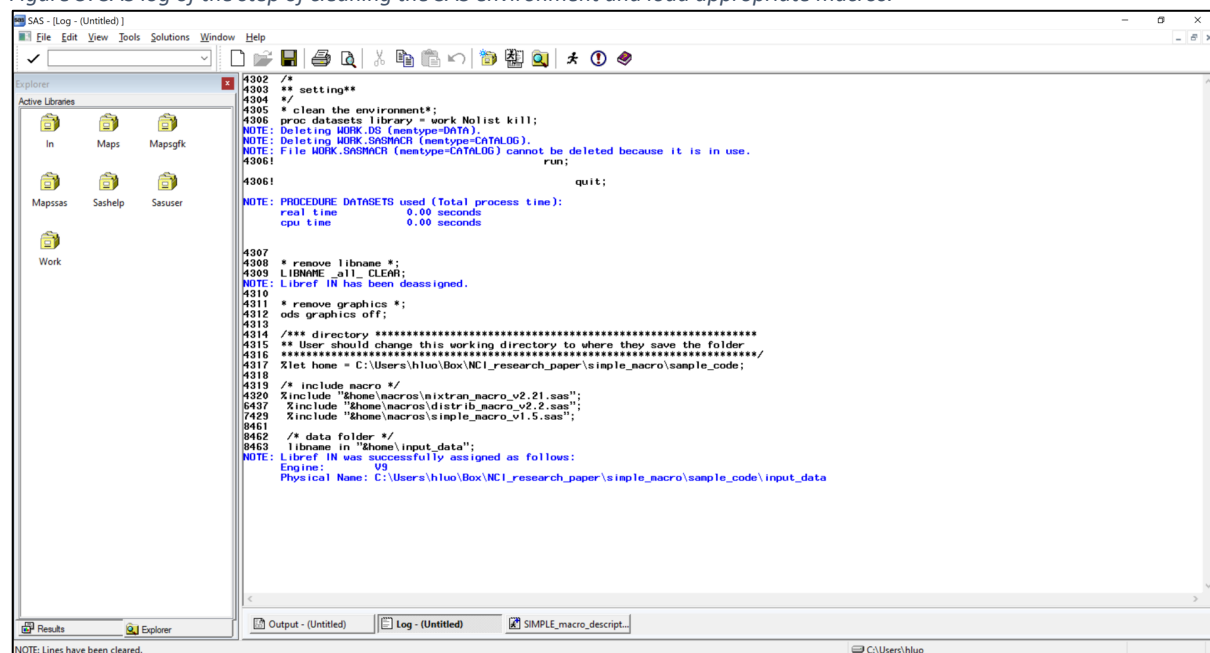 Figure 3. SAS log of the step of cleaning the SAS environment and load appropriate macros.
SAS - [Log - (Untitled) ]
File Edit View Tools Solutions Window Help
Explorer
Active Libraries
In Maps Mapsgfk
Mapssas Sashelp Sasuser
Work
4302 /*
4303 ** setting**
4304 */
4305 * clean the environment*;
4306 proc datasets library = work Nolist kill;
NOTE: Deleting WORK.DS (memtype=DATA).
NOTE: Deleting WORK.SASMACR (memtype=CATALOG).
NOTE: File WORK.SASMACR (memtype=CATALOG) cannot be deleted because it is in use.
4306! run;
4306! quit;
NOTE: PROCEDURE DATASETS used (Total process time):
real time 0.00 seconds
cpu time 0.00 seconds
4307
4308 * remove libname *;
4309 LIBNAME _all_ CLEAR;
NOTE: Libref IN has been deassigned.
4310
4311 * remove graphics *;
4312 ods graphics off;
4313
4314 /*** directory *************************************************************
4315 ** User should change this working directory to where they save the folder
4316 ****************************************************************************/
4317 %let home = C:\Users\hluo\Box\NCI_research_paper\simple_macro\sample_code;
4318
4319 /* include macro */
4320 %include "&home\macros\mixtran_macro_v2.21.sas";
6437 %include "&home\macros\distrib_macro_v2.2.sas";
7429 %include "&home\macros\simple_macro_v1.5.sas";
8461
8462 /* data folder */
8463 libname in "&home\input_data";
NOTE: Libref IN was successfully assigned as follows:
Engine: V9
Physical Name: C:\Users\hluo\Box\NCI_research_paper\simple_macro\sample_code\input_data
Results Explorer
Output - (Untitled) Log - (Untitled) SIMPLE_macro_descript...
NOTE: Lines have been cleared. C:\Users\hluo